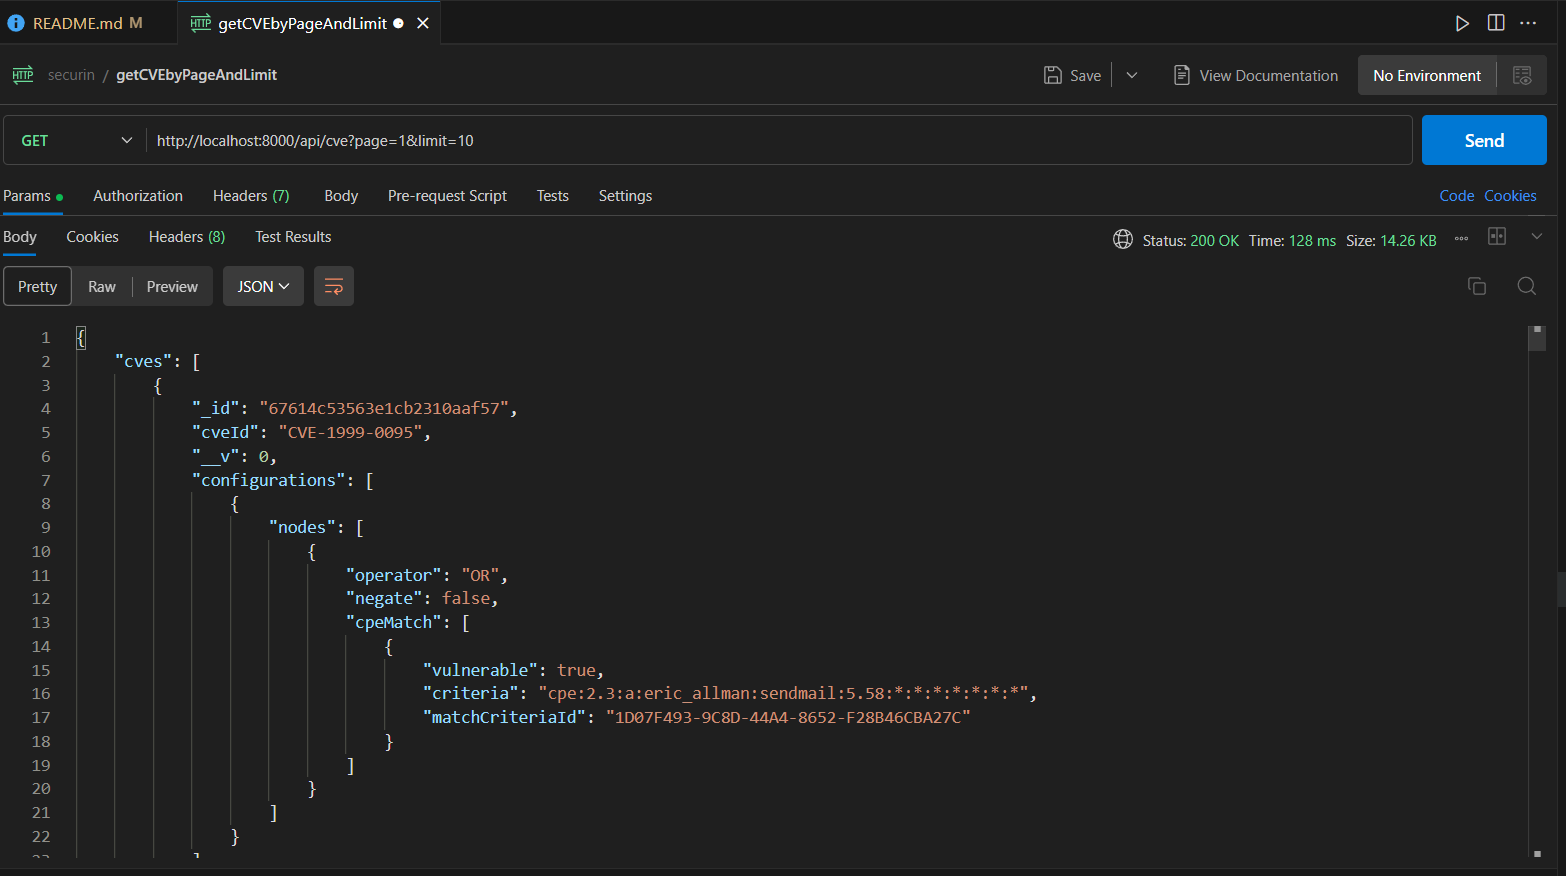 README.md M
HTTP getCVEbyPageAndLimit
HTTP securin / getCVEbyPageAndLimit
Save
View Documentation
No Environment
GET
http://localhost:8000/api/cve?page=1&limit=10
Send
Params Authorization Headers (7) Body Pre-request Script Tests Settings
Code Cookies
Body Cookies Headers (8) Test Results
Status: 200 OK Time: 128 ms Size: 14.26 KB
Pretty Raw Preview JSON
1 {
2 "cves": [
3 {
4 "_id": "67614c53563e1cb2310aaf57",
5 "cveId": "CVE-1999-0095",
6 "__v": 0,
7 "configurations": [
8 {
9 "nodes": [
10 {
11 "operator": "OR",
12 "negate": false,
13 "cpeMatch": [
14 {
15 "vulnerable": true,
16 "criteria": "cpe:2.3:a:eric_allman:sendmail:5.58:*:*:*:*:*:*:*",
17 "matchCriteriaId": "1D07F493-9C8D-44A4-8652-F28B46CBA27C"
18 }
19 ]
20 }
21 ]
22 }